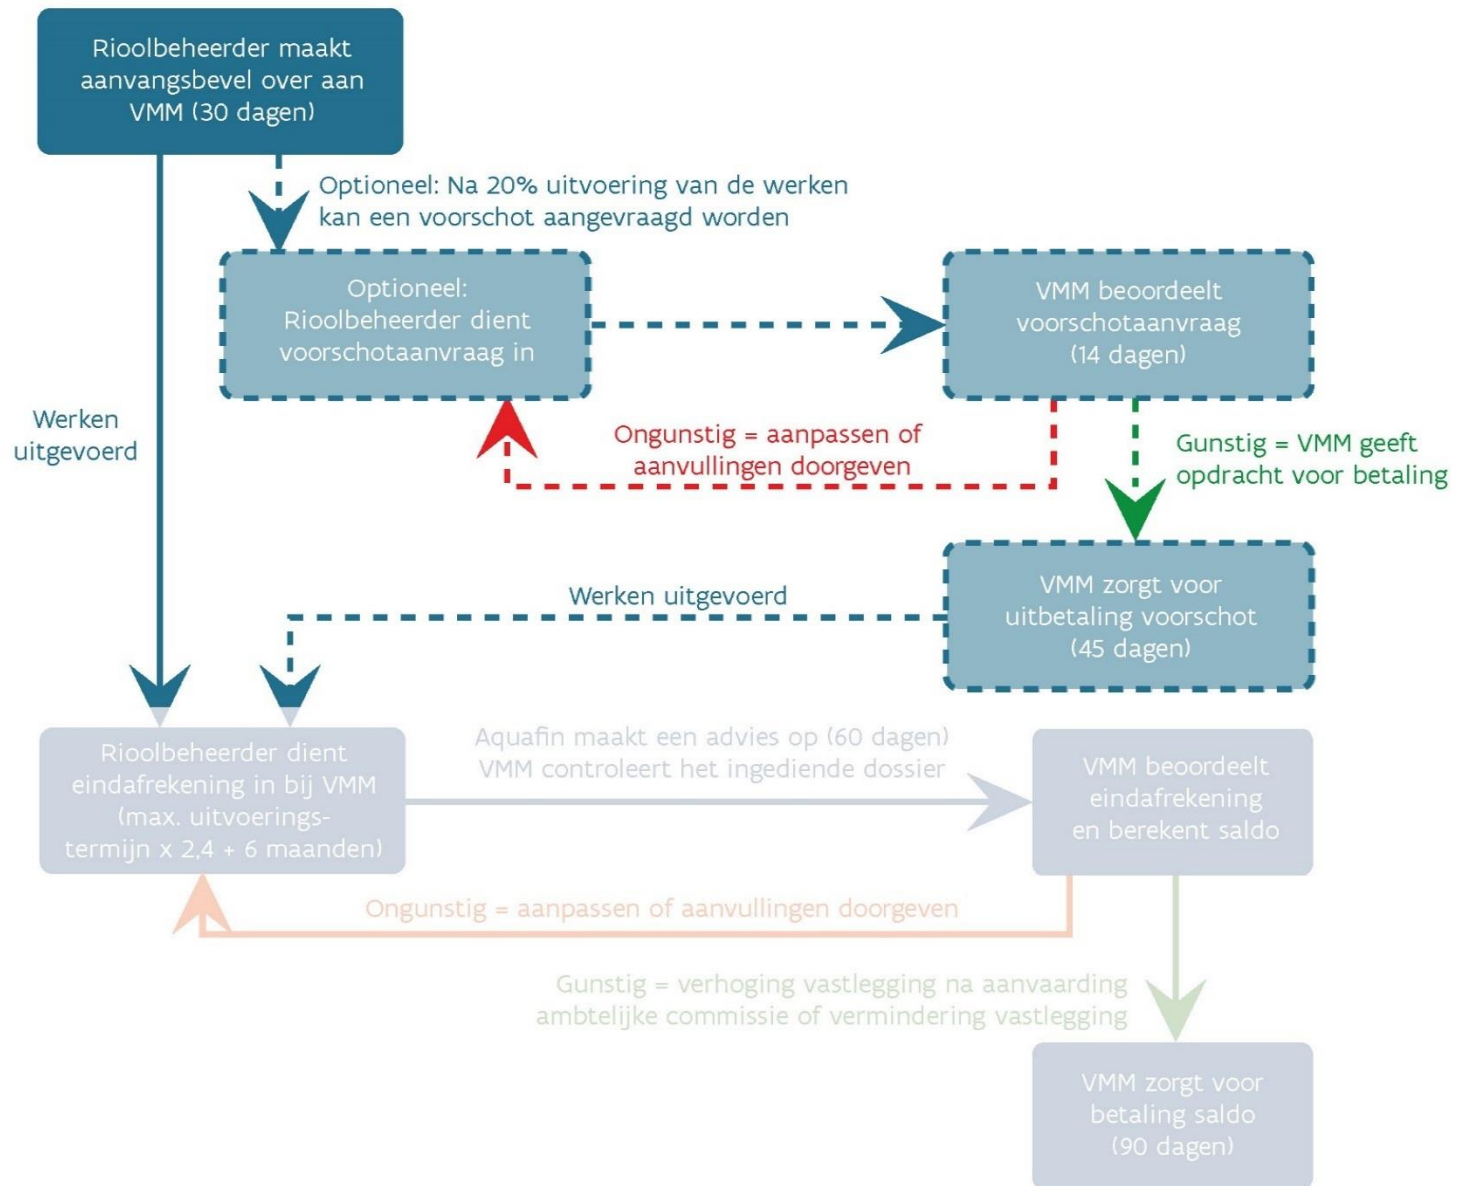 Rioolbeheerder maakt
aanvangsbevel over aan
VMM (30 dagen)
Optioneel: Na 20% uitvoering van de werken
kan een voorschot aangevraagd worden
Optioneel:
Rioolbeheerder dient
voorschotaanvraag in
VMM beoordeelt
voorschotaanvraag
(14 dagen)
Werken
uitgevoerd
Ongunstig = aanpassen of
aanvullingen doorgeven
Gunstig = VMM geeft
opdracht voor betaling
VMM zorgt voor
uitbetaling voorschot
(45 dagen)
Werken uitgevoerd
Rioolbeheerder dient
eindafrekening in bij VMM
(max. uitvoerings-
termijn x 2,4 + 6 maanden)
Aquafin maakt een advies op (60 dagen)
VMM controleert het ingediende dossier
VMM beoordeelt
eindafrekening
en berekent saldo
Ongunstig = aanpassen of aanvullingen doorgeven
Gunstig = verhoging vastlegging na aanvaarding
ambtelijke commissie of vermindering vastlegging
VMM zorgt voor
betaling saldo
(90 dagen)